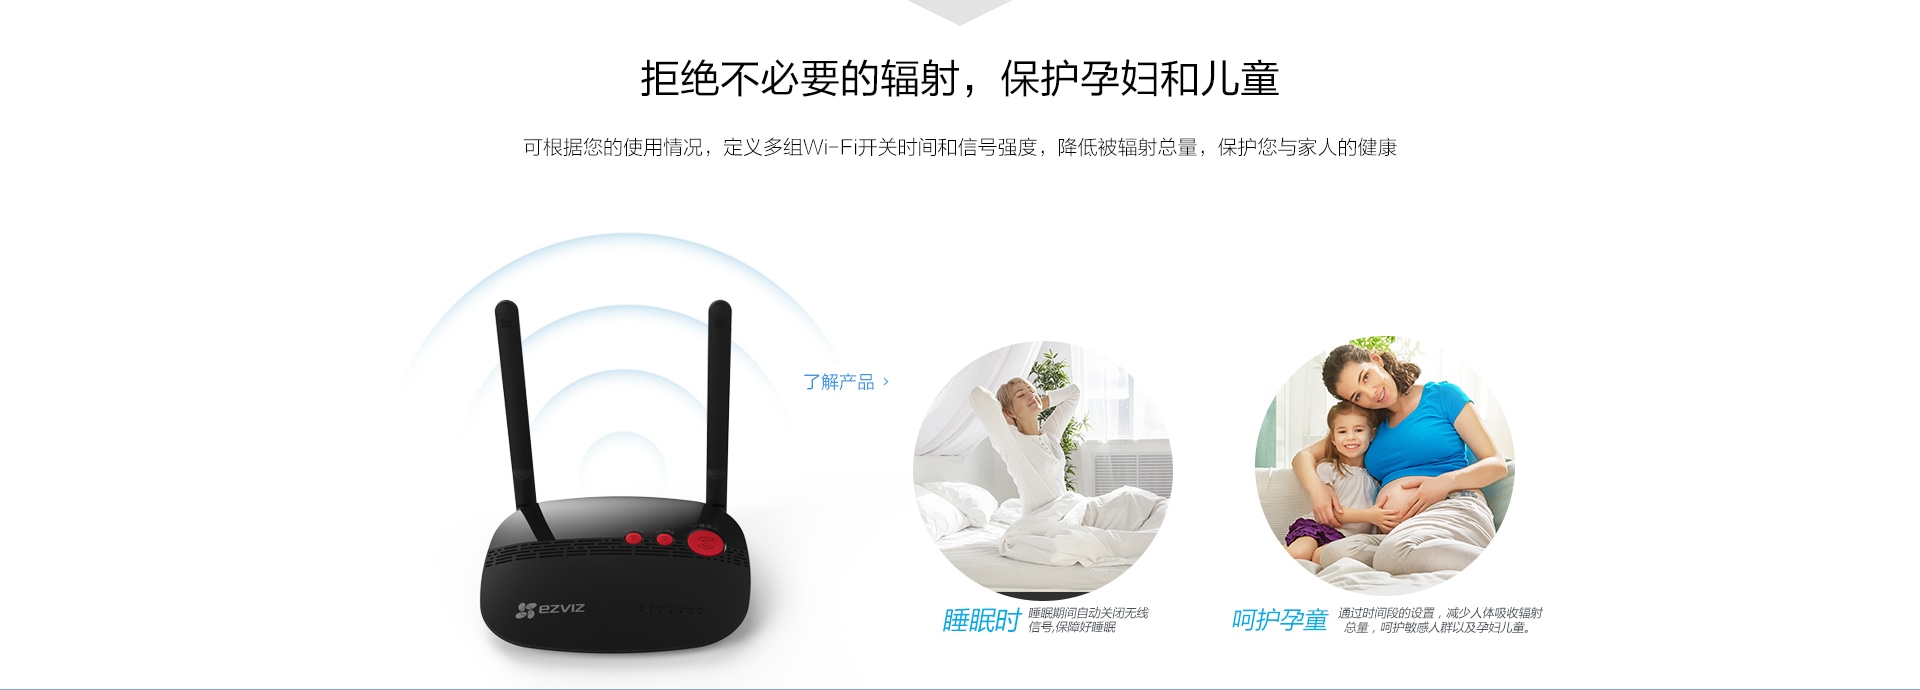 拒绝不必要的辐射，保护孕妇和儿童
可根据您的使用情况，定义多组Wi-Fi开关时间和信号强度，降低被辐射总量，保护您与家人的健康
了解产品 >
ezviz
睡眠时
睡眠期间自动关闭无线
信号,保障好睡眠
呵护孕童
通过时间段的设置，减少人体吸收辐射
总量，呵护敏感人群以及孕妇儿童。